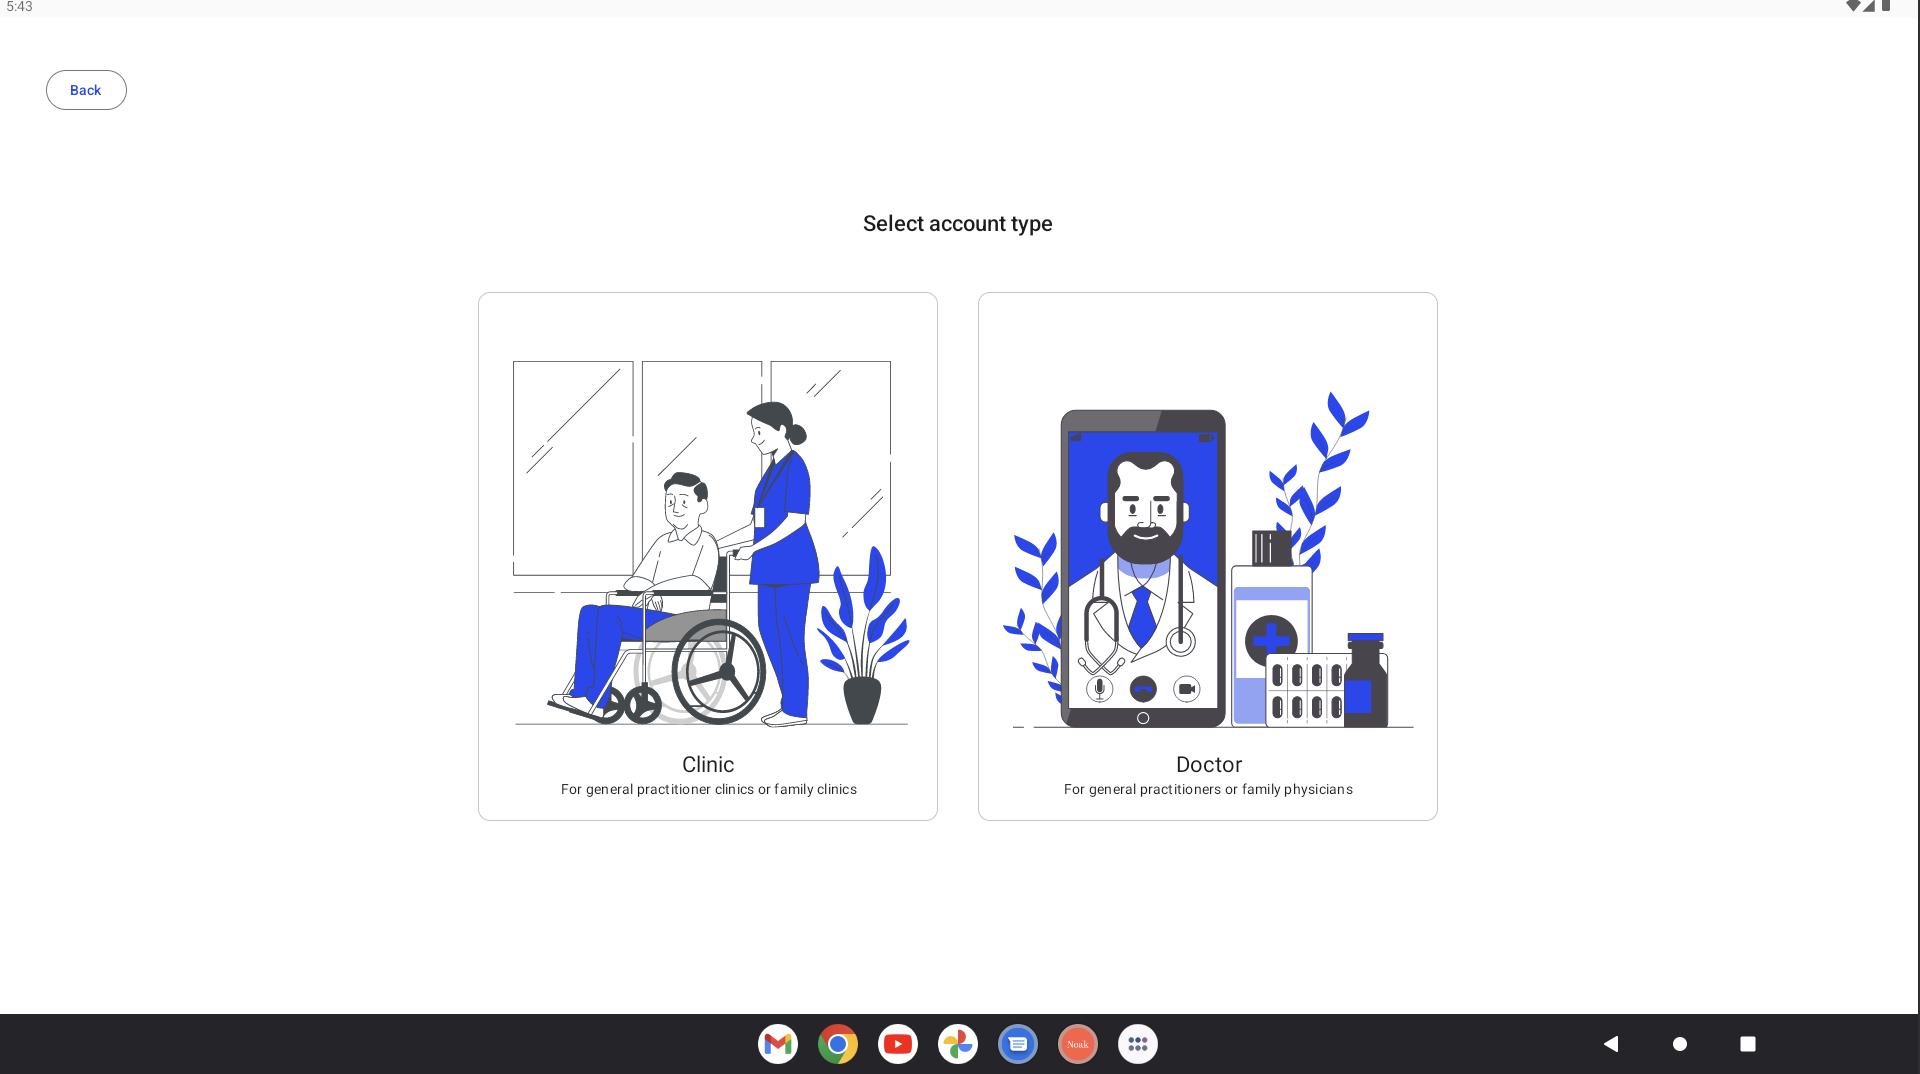 5:43
Back
Select account type
Clinic
For general practitioner clinics or family clinics
Doctor
For general practitioners or family physicians
Noak